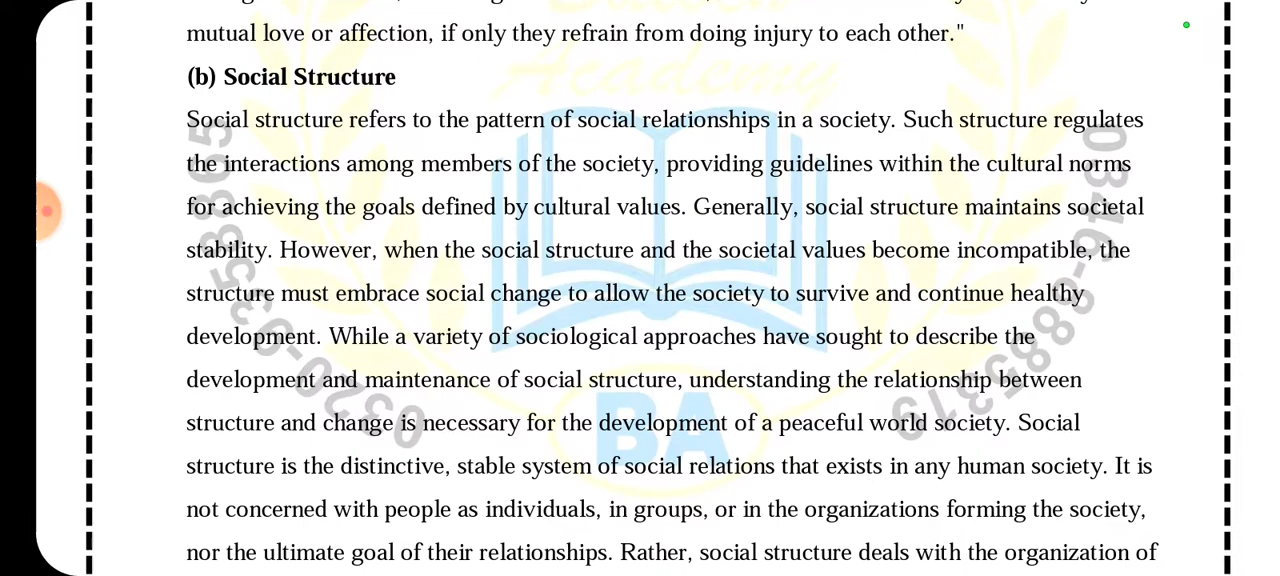 mutual love or affection, if only they refrain from doing injury to each other."
(b) Social Structure
Social structure refers to the pattern of social relationships in a society. Such structure regulates
the interactions among members of the society, providing guidelines within the cultural norms
for achieving the goals defined by cultural values. Generally, social structure maintains societal
stability. However, when the social structure and the societal values become incompatible, the
structure must embrace social change to allow the society to survive and continue healthy
development. While a variety of sociological approaches have sought to describe the
development and maintenance of social structure, understanding the relationship between
structure and change is necessary for the development of a peaceful world society. Social
structure is the distinctive, stable system of social relations that exists in any human society. It is
not concerned with people as individuals, in groups, or in the organizations forming the society,
nor the ultimate goal of their relationships. Rather, social structure deals with the organization of
Academy
BA